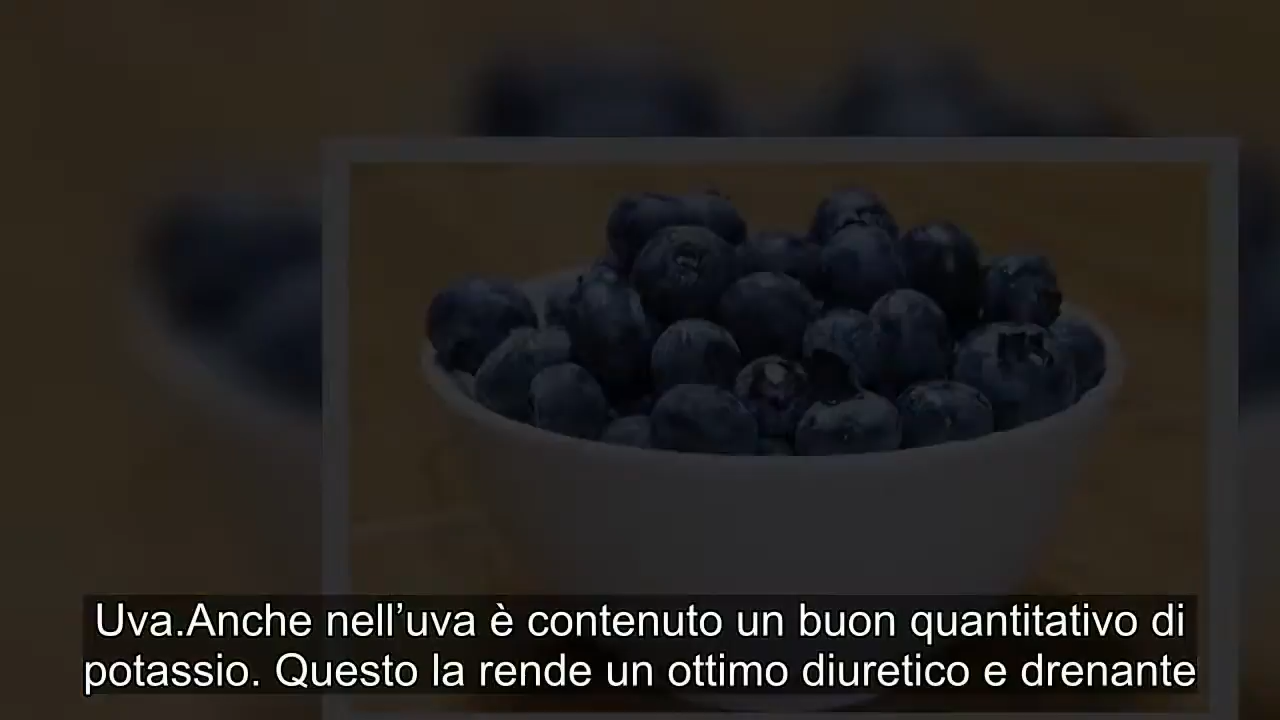 Uva.Anche nell’uva è contenuto un buon quantitativo di
potassio. Questo la rende un ottimo diuretico e drenante